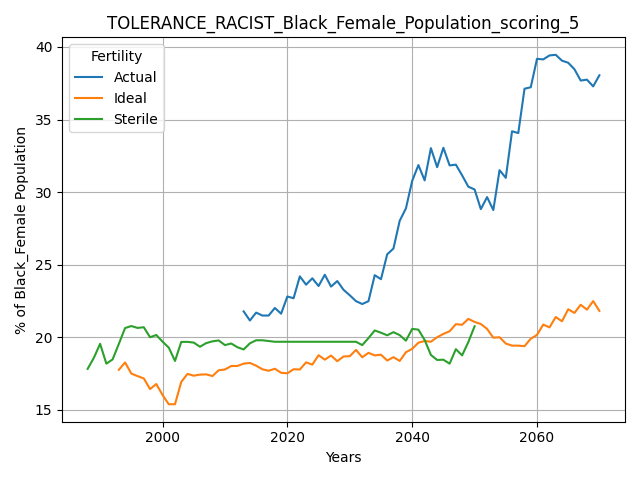 TOLERANCE_RACIST_Black_Female_Population_scoring_5
Fertility
Actual
Ideal
Sterile
% of Black_Female Population
40
35
30
25
20
15
2000
2020
2040
2060
Years